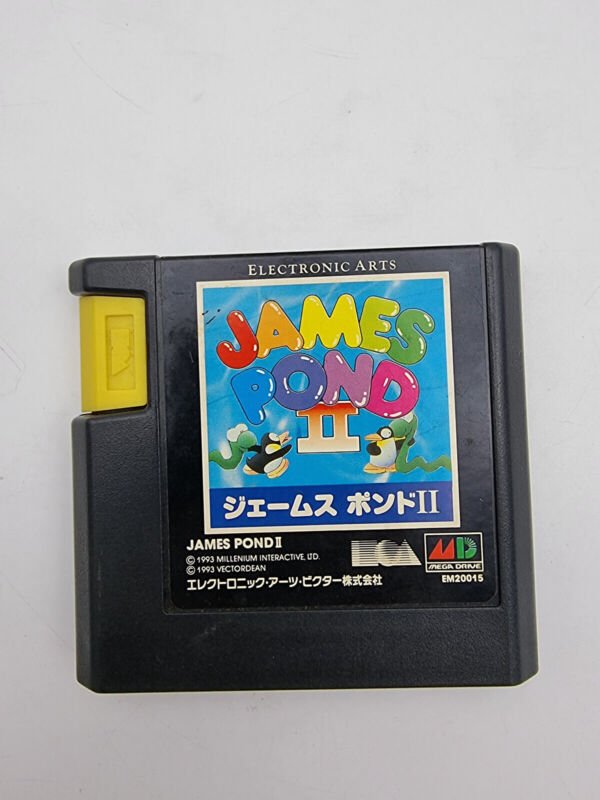 ELECTRONIC ARTS
JAMES
POND
II
ジェームス ポンドII
JAMES POND II
© 1993 MILLENIUM INTERACTIVE, LTD.
© 1993 VECTORDEAN
エレクトロニック・アーツ・ビクター株式会社
EA
MD
MEGA DRIVE
EM20015